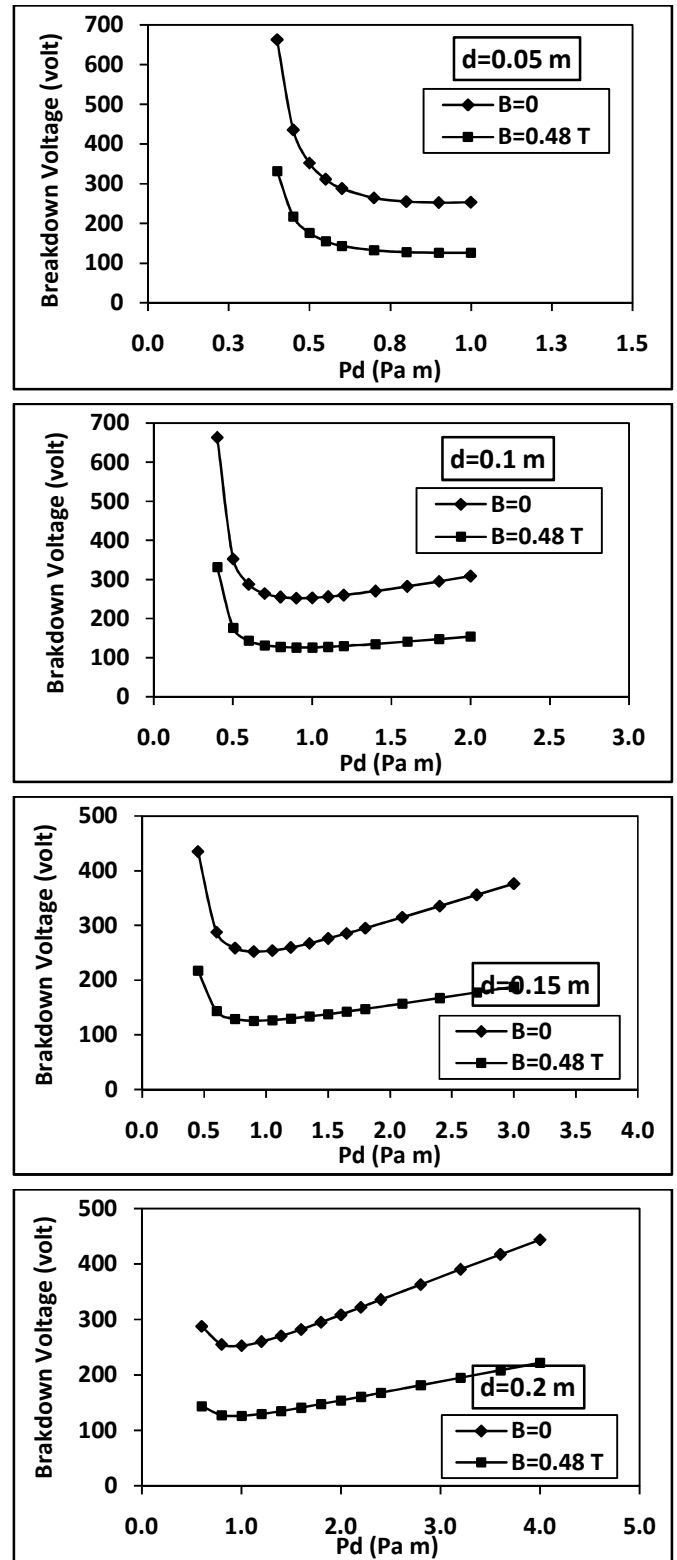 Breakdown Voltage (volt)
700
600
500
400
300
200
100
0
d=0.05 m
B=0
B=0.48 T
0.0 0.3 0.5 0.8 1.0 1.3 1.5
Pd (Pa m)
Brakdown Voltage (volt)
700
600
500
400
300
200
100
0
d=0.1 m
B=0
B=0.48 T
0.0 0.5 1.0 1.5 2.0 2.5 3.0
Pd (Pa m)
Brakdown Voltage (volt)
500
400
300
200
100
0
d=0.15 m
B=0
B=0.48 T
0.0 0.5 1.0 1.5 2.0 2.5 3.0 3.5 4.0
Pd (Pa m)
Brakdown Voltage (volt)
500
400
300
200
100
0
d=0.2 m
B=0
B=0.48 T
0.0 1.0 2.0 3.0 4.0 5.0
Pd (Pa m)